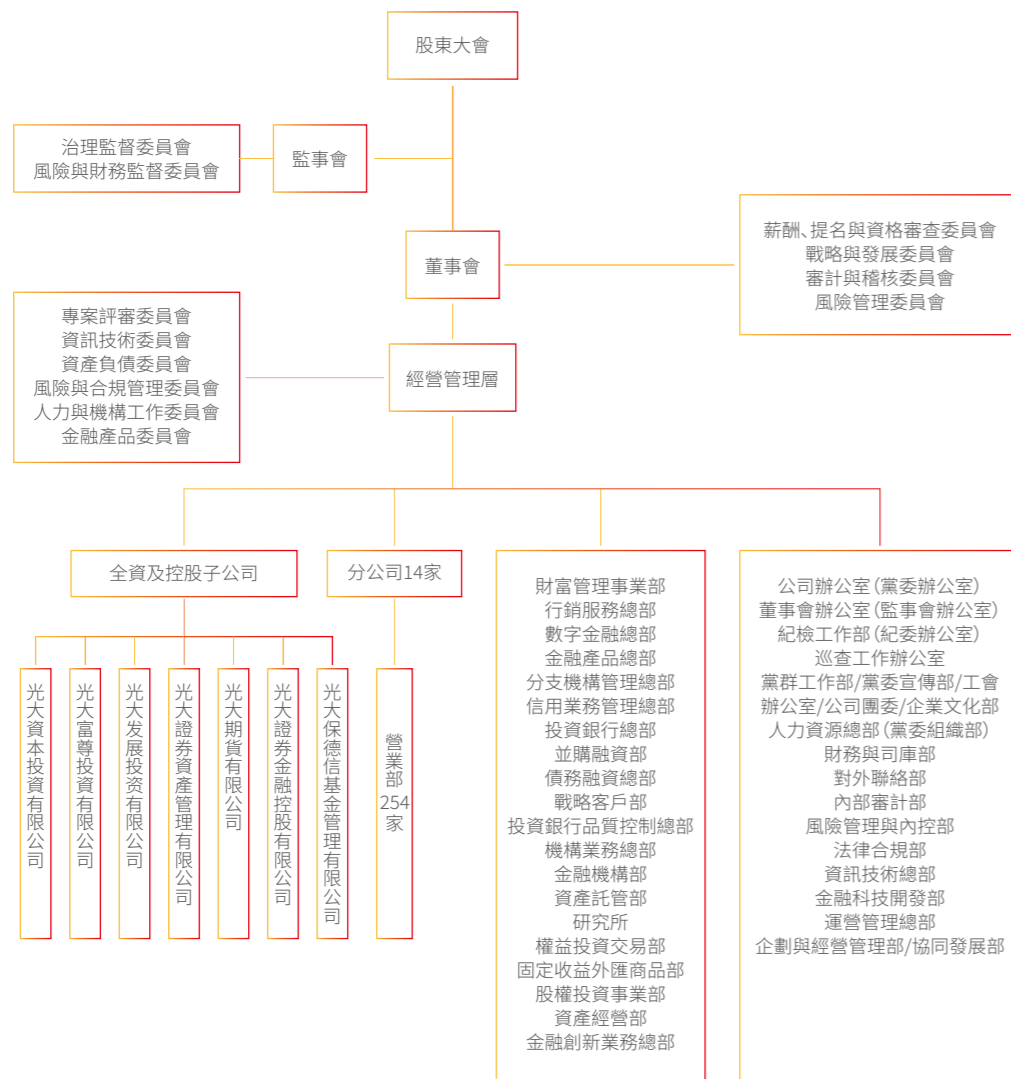 股東大會
治理監督委員會
風險與財務監督委員會
監事會
董事會
薪酬、提名與資格審查委員會
戰略與發展委員會
審計與稽核委員會
風險管理委員會
專案評審委員會
資訊技術委員會
資產負債委員會
風險與合規管理委員會
人力與機構工作委員會
金融產品委員會
經營管理層
全資及控股子公司
光大資本投資有限公司
光大富尊投資有限公司
光大发展投资有限公司
光大證券資產管理有限公司
光大期貨有限公司
光大證券金融控股有限公司
光大保德信基金管理有限公司
分公司14家
營業部254家
財富管理事業部
行銷服務總部
數字金融總部
金融產品總部
分支機構管理總部
信用業務管理總部
投資銀行總部
並購融資部
債務融資總部
戰略客戶部
投資銀行品質控制總部
機構業務總部
金融機構部
資產託管部
研究所
權益投資交易部
固定收益外匯商品部
股權投資事業部
資產經營部
金融創新業務總部
公司辦公室(黨委辦公室)
董事會辦公室(監事會辦公室)
紀檢工作部(紀委辦公室)
巡查工作辦公室
黨群工作部/黨委宣傳部/工會
辦公室/公司團委/企業文化部
人力資源總部(黨委組織部)
財務與司庫部
對外聯絡部
內部審計部
風險管理與內控部
法律合規部
資訊技術總部
金融科技開發部
運營管理總部
企劃與經營管理部/協同發展部